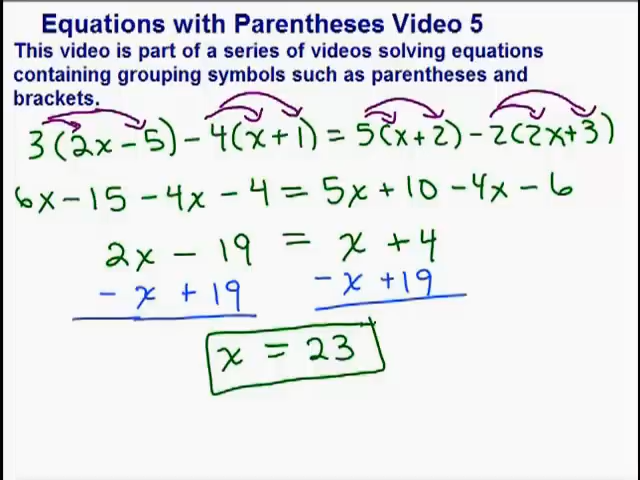 Equations with Parentheses Video 5
This video is part of a series of videos solving equations
containing grouping symbols such as parentheses and
brackets.
3(2x-5)-4(x+1)=5(x+2)-2(2x+3)
6x-15-4x-4=5x+10-4x-6
2x-19=x+4
-x+19 -x+19
x=23